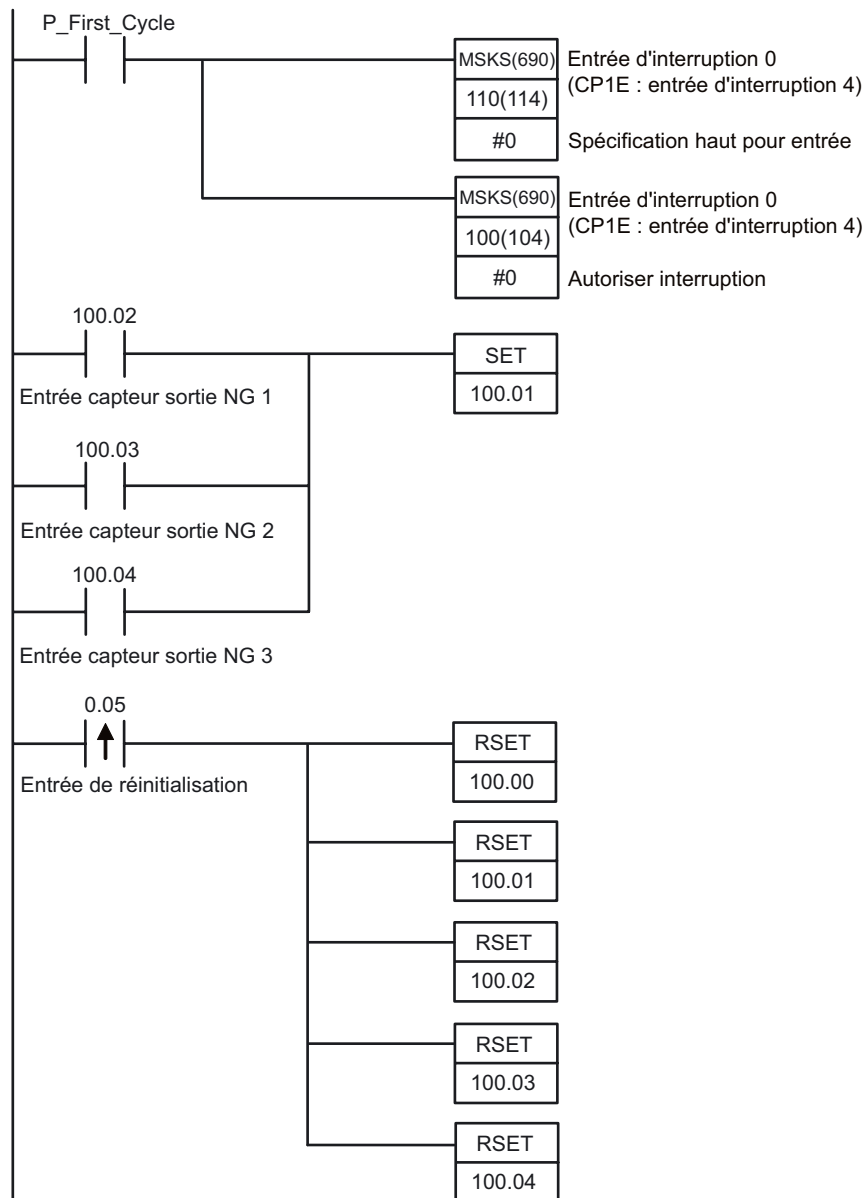 P_First_Cycle
MSKS(690) Entrée d'interruption 0
110(114) (CP1E : entrée d'interruption 4)
#0 Spécification haut pour entrée
MSKS(690) Entrée d'interruption 0
100(104) (CP1E : entrée d'interruption 4)
#0 Autoriser interruption
100.02
SET
100.01
Entrée capteur sortie NG 1
100.03
Entrée capteur sortie NG 2
100.04
Entrée capteur sortie NG 3
0.05
RSET
Entrée de réinitialisation
100.00
RSET
100.01
RSET
100.02
RSET
100.03
RSET
100.04